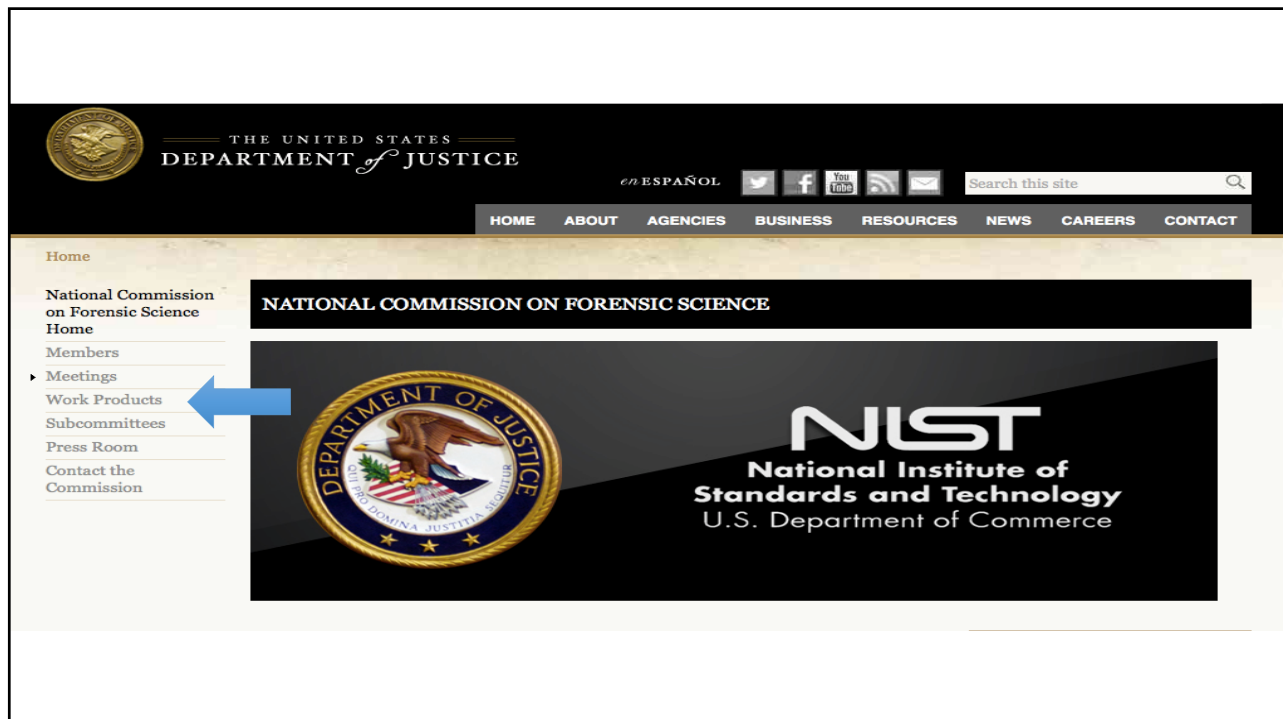 THE UNITED STATES
DEPARTMENT of JUSTICE
en ESPAÑOL
You
Tube
Search this site
HOME ABOUT AGENCIES BUSINESS RESOURCES NEWS CAREERS CONTACT
Home
National Commission
on Forensic Science
Home
Members
Meetings
Work Products
Subcommittees
Press Room
Contact the
Commission
NATIONAL COMMISSION ON FORENSIC SCIENCE
DEPARTMENT OF JUSTICE
QUI PRO DOMINA JUSTITIA SEQUITUR
NIST
National Institute of
Standards and Technology
U.S. Department of Commerce